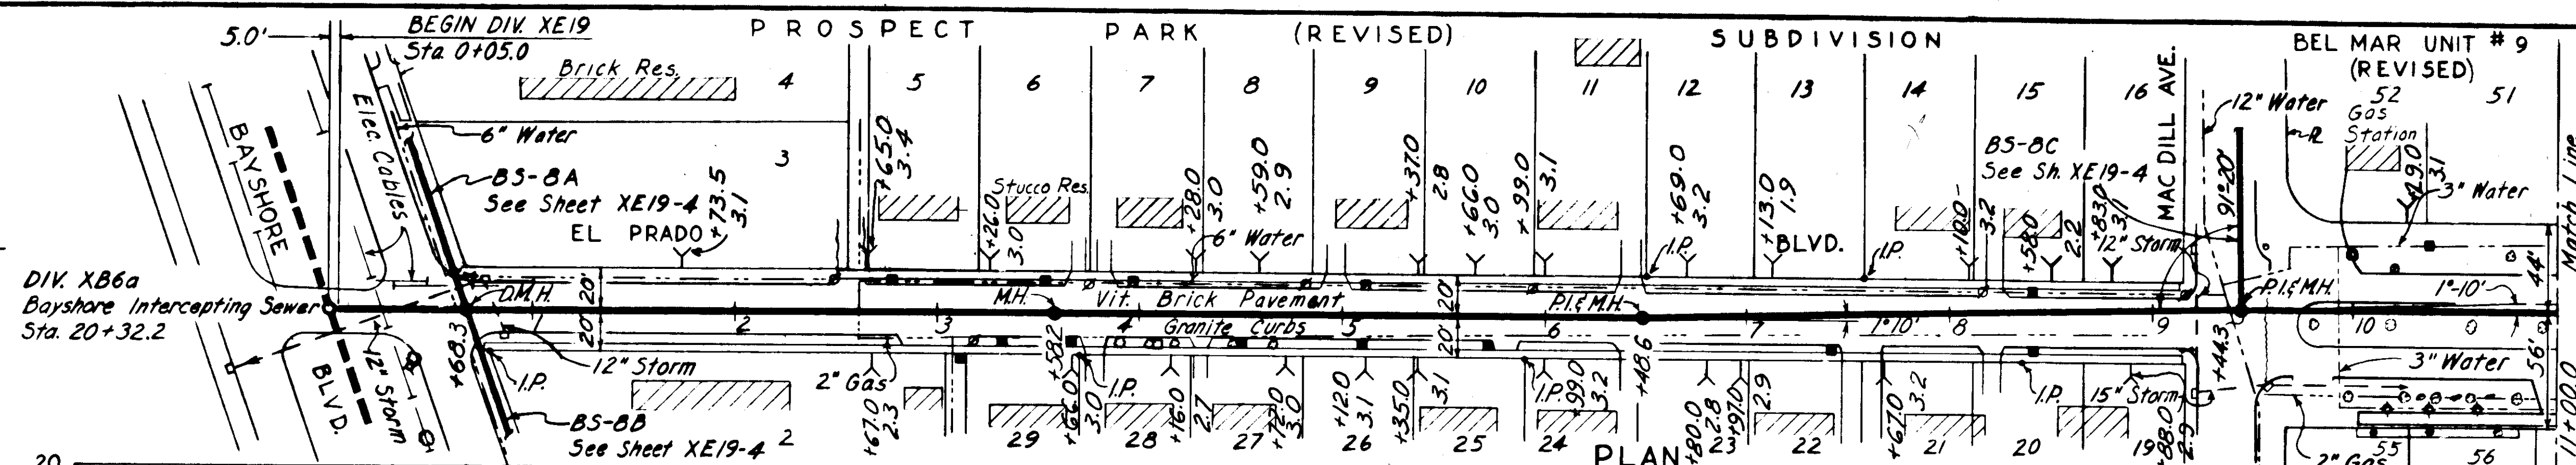 PROSPECT PARK (REVISED) SUBDIVISION
BEL MAR UNIT #9
(REVISED)
5.0'
BEGIN DIV. XE19
Sta. 0+05.0
Brick Res.
4
5
6
7
8
9
10
11
12
13
14
15
16
52
51
Gas
Station
12" Water
MAC DILL AVE.
Match Line
11+00.0
BAYSHORE
BLVD.
Elec. Cables
6" Water
3
BS-8A
See Sheet XE19-4
EL PRADO
BLVD.
+73.5
3.1
+65.0
3.4
+26.0
3.0
Stucco Res.
+28.0
3.0
6" Water
+59.0
2.9
+37.0
2.8
+66.0
3.0
+99.0
3.1
+69.0
3.2
I.P.
+13.0
1.9
I.P.
+10.0
3.2
+58.0
2.2
+83.0
3.1
BS-8C
See Sh. XE19-4
12" Storm
91°-20'
+29.0
3.1
3" Water
44'
DIV. XB6a
Bayshore Intercepting Sewer
Sta. 20+32.2
D.M.H.
20'
20'
M.H.
Vit. Brick Pavement
Granite Curbs
20'
20'
P.I.&M.H.
P.I.&M.H.
1°-10'
1
2
3
4
5
6
7
1°10'
8
9
10
+68.3
12" Storm
12" Storm
I.P.
2" Gas
+58.2
I.P.
I.P.
+48.6
I.P.
15" Storm
+44.3
3" Water
56'
2" Gas
BS-8B
See Sheet XE19-4
2
+67.0
2.3
+66.0
3.0
+16.0
2.7
3.0
+12.0
3.1
+35.0
3.1
+99.0
3.2
+80.0
2.8
+91.0
2.9
+67.0
3.2
+88.0
2.9
29
28
27
26
25
24
23
22
21
20
19
55
56
PLAN
20